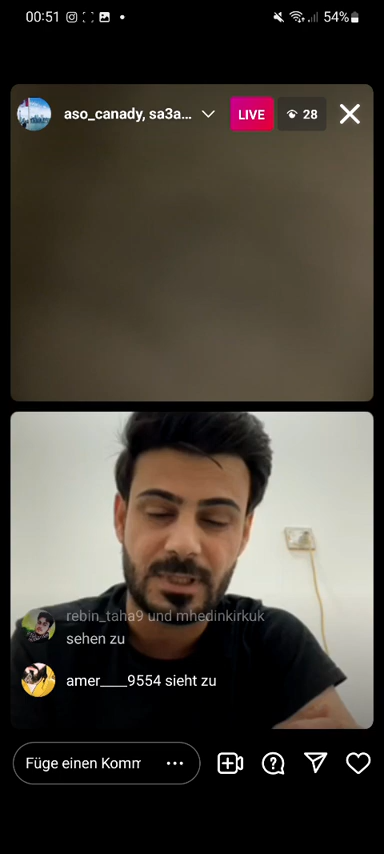 00:51
54%
aso_canady, sa3a...
LIVE
28
rebin_taha9 und mhedinkirkuk
sehen zu
amer____9554 sieht zu
Füge einen Komm